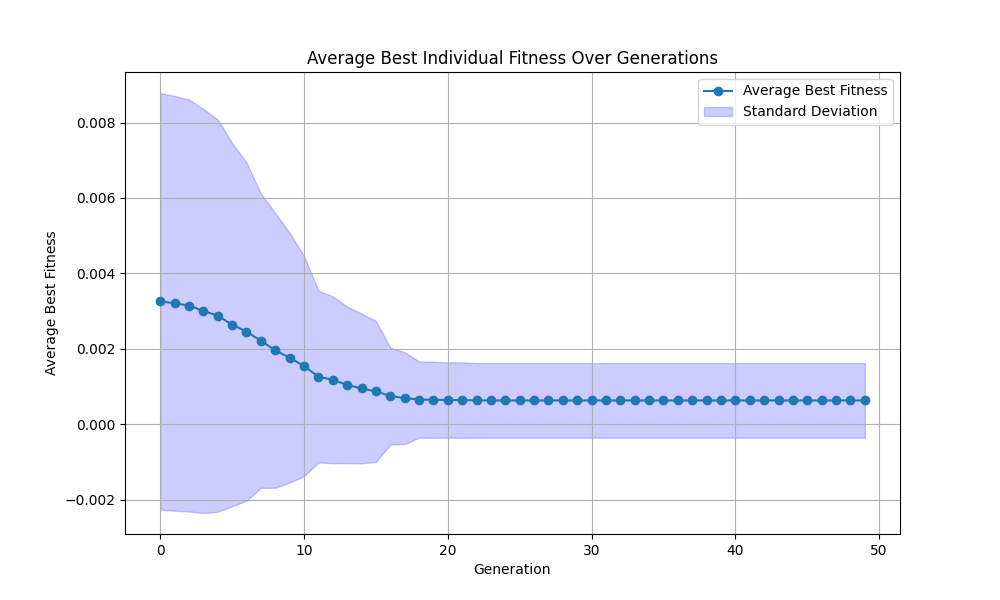 Average Best Individual Fitness Over Generations
Average Best Fitness
Standard Deviation
0.008
0.006
0.004
0.002
0.000
−0.002
Average Best Fitness
0 10 20 30 40 50
Generation